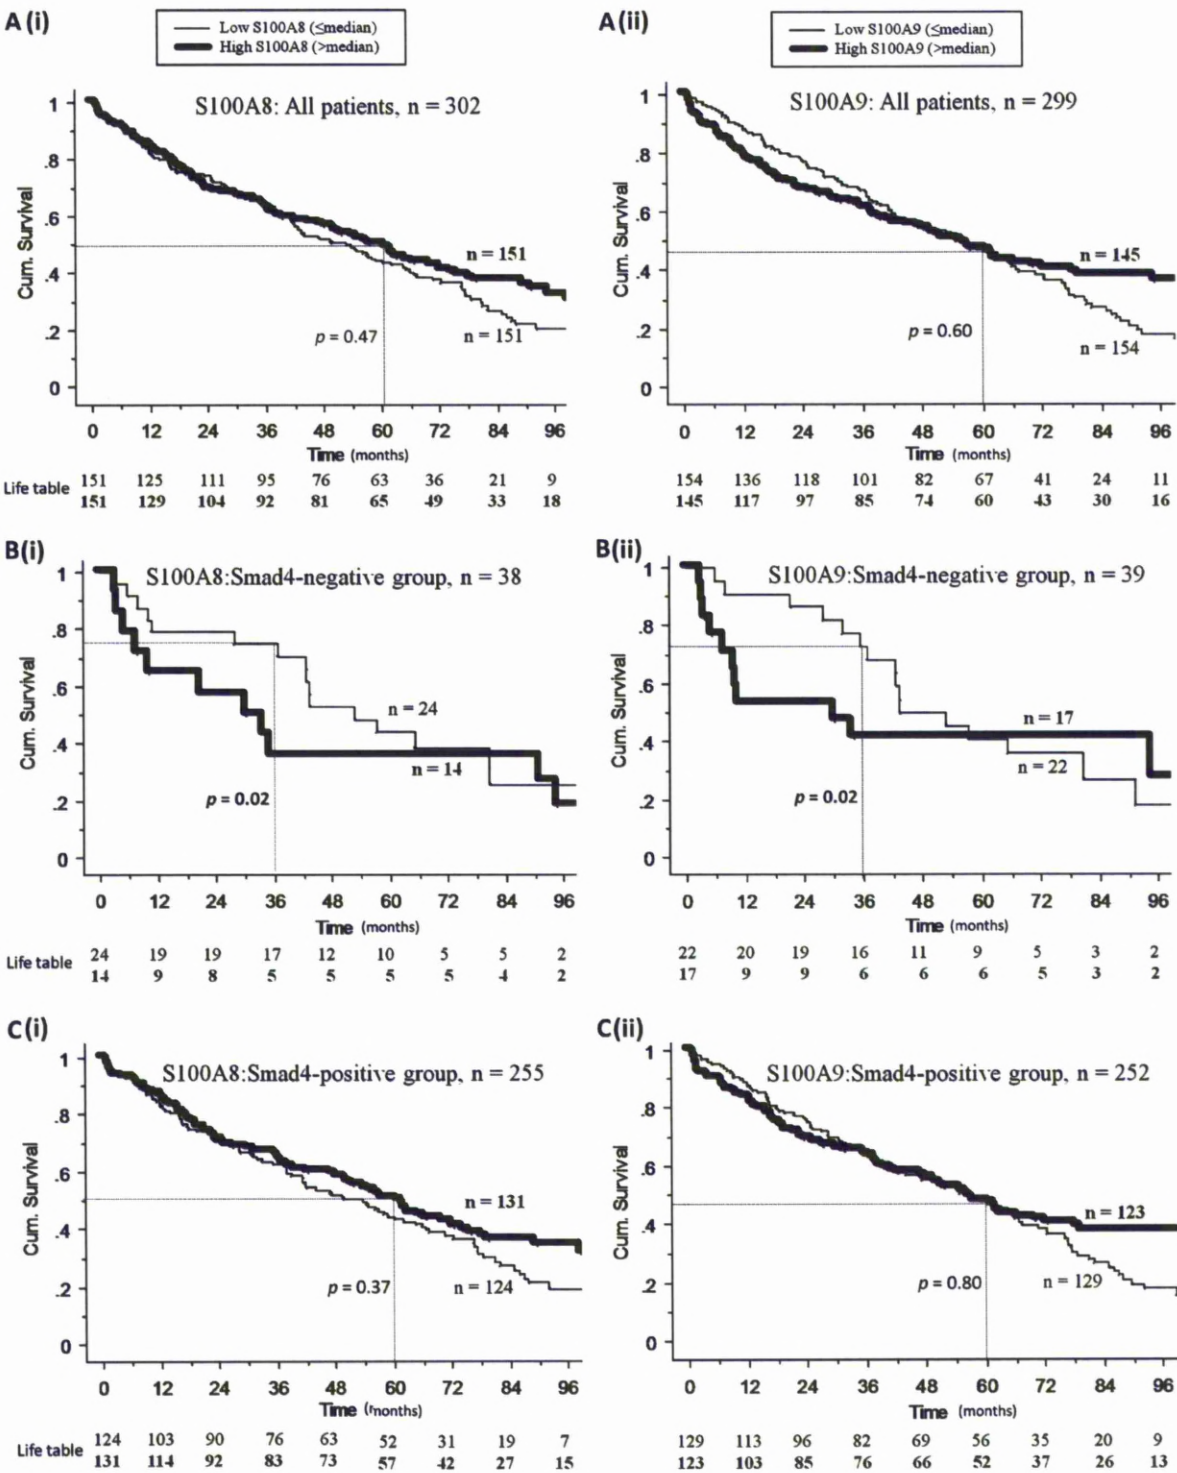 A(i)
Low S100A8 (≤median)
High S100A8 (>median)
S100A8: All patients, n = 302
Cum. Survival
1
.8
.6
.4
.2
0
n = 151
n = 151
p = 0.47
0 12 24 36 48 60 72 84 96
Time (months)
Life table 151 125 111 95 76 63 36 21 9
151 129 104 92 81 65 49 33 18
A(ii)
Low S100A9 (≤median)
High S100A9 (>median)
S100A9: All patients, n = 299
Cum. Survival
1
.8
.6
.4
.2
0
n = 145
p = 0.60
n = 154
0 12 24 36 48 60 72 84 96
Time (months)
154 136 118 101 82 67 41 24 11
145 117 97 85 74 60 43 30 16
B(i)
S100A8:Smad4-negative group, n = 38
Cum. Survival
1
.8
.6
.4
.2
0
n = 24
n = 14
p = 0.02
0 12 24 36 48 60 72 84 96
Time (months)
Life table 24 19 19 17 12 10 5 5 2
14 9 8 5 5 5 5 4 2
B(ii)
S100A9:Smad4-negative group, n = 39
Cum. Survival
1
.8
.6
.4
.2
0
n = 17
n = 22
p = 0.02
0 12 24 36 48 60 72 84 96
Time (months)
22 20 19 16 11 9 5 3 2
17 9 9 6 6 6 5 3 2
C(i)
S100A8:Smad4-positive group, n = 255
Cum. Survival
1
.8
.6
.4
.2
0
n = 131
p = 0.37
n = 124
0 12 24 36 48 60 72 84 96
Time (months)
Life table 124 103 90 76 63 52 31 19 7
131 114 92 83 73 57 42 27 15
C(ii)
S100A9:Smad4-positive group, n = 252
Cum. Survival
1
.8
.6
.4
.2
0
n = 123
p = 0.80
n = 129
0 12 24 36 48 60 72 84 96
Time (months)
129 113 96 82 69 56 35 20 9
123 103 85 76 66 52 37 26 13